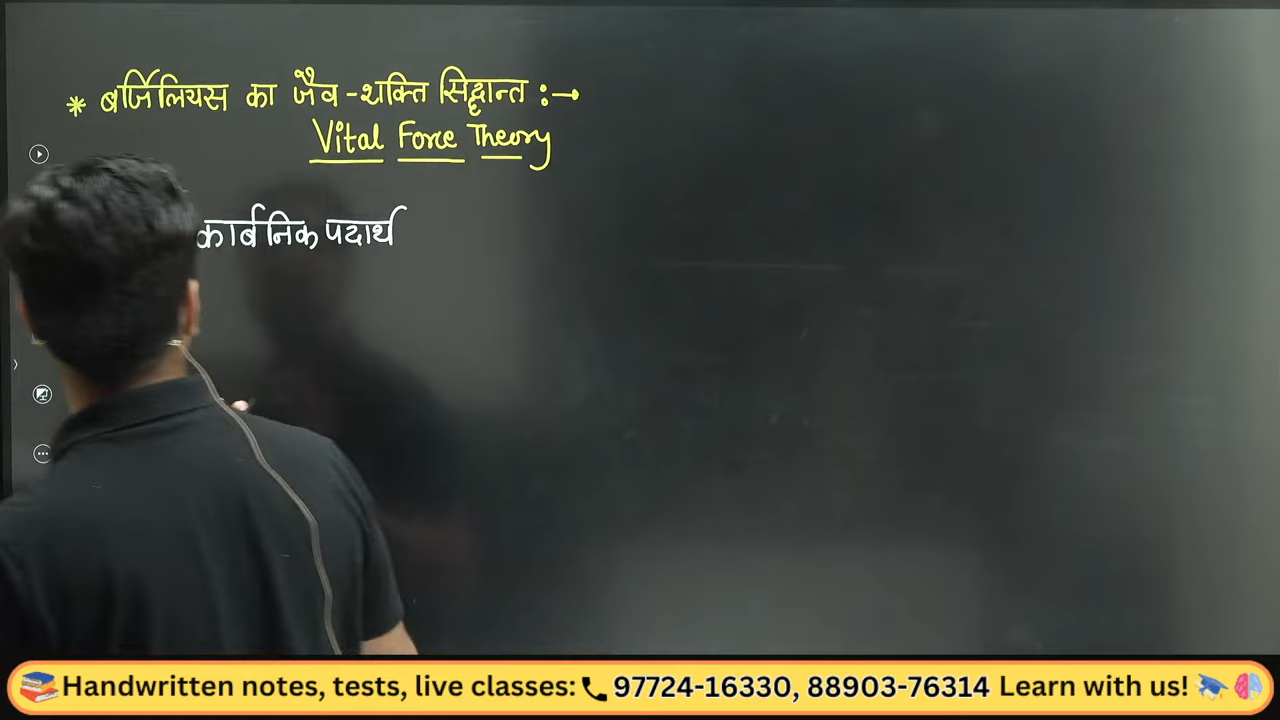 * बर्जिलियस का जैव-शक्ति सिद्धान्त :→
Vital Force Theory
कार्बनिक पदार्थ
Handwritten notes, tests, live classes: 97724-16330, 88903-76314 Learn with us!